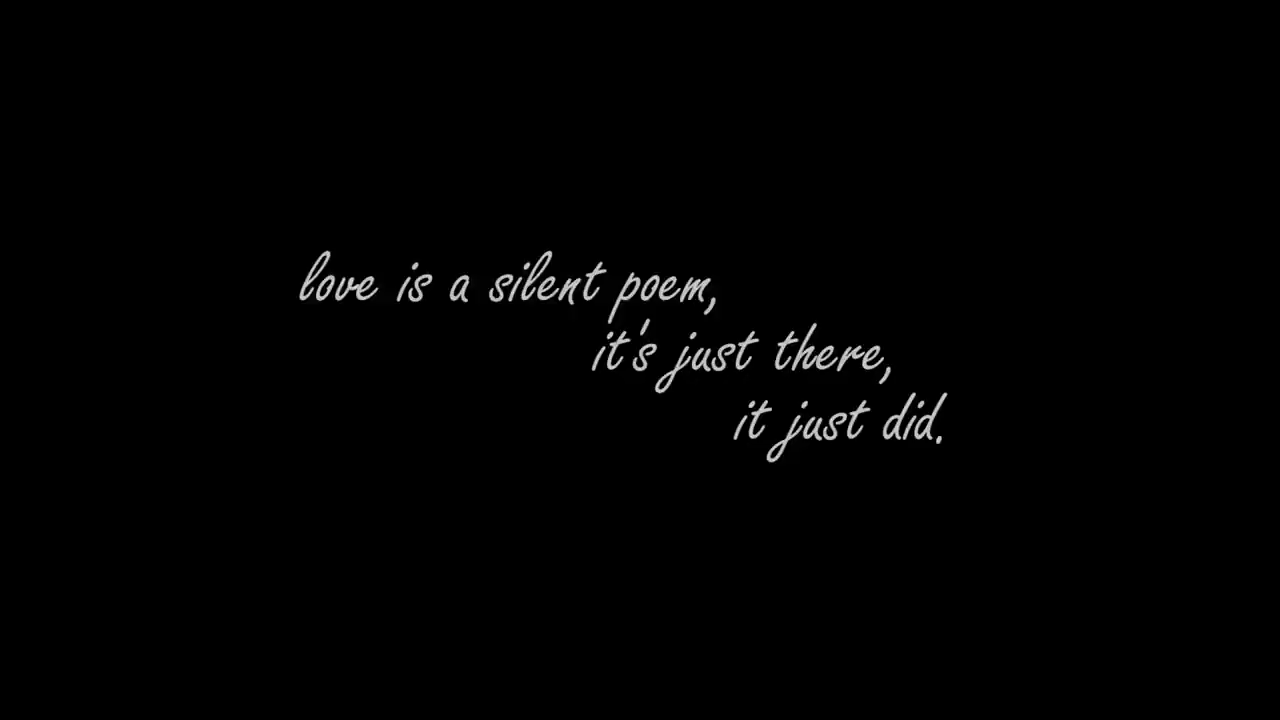 love is a silent poem,
it's just there,
it just did.